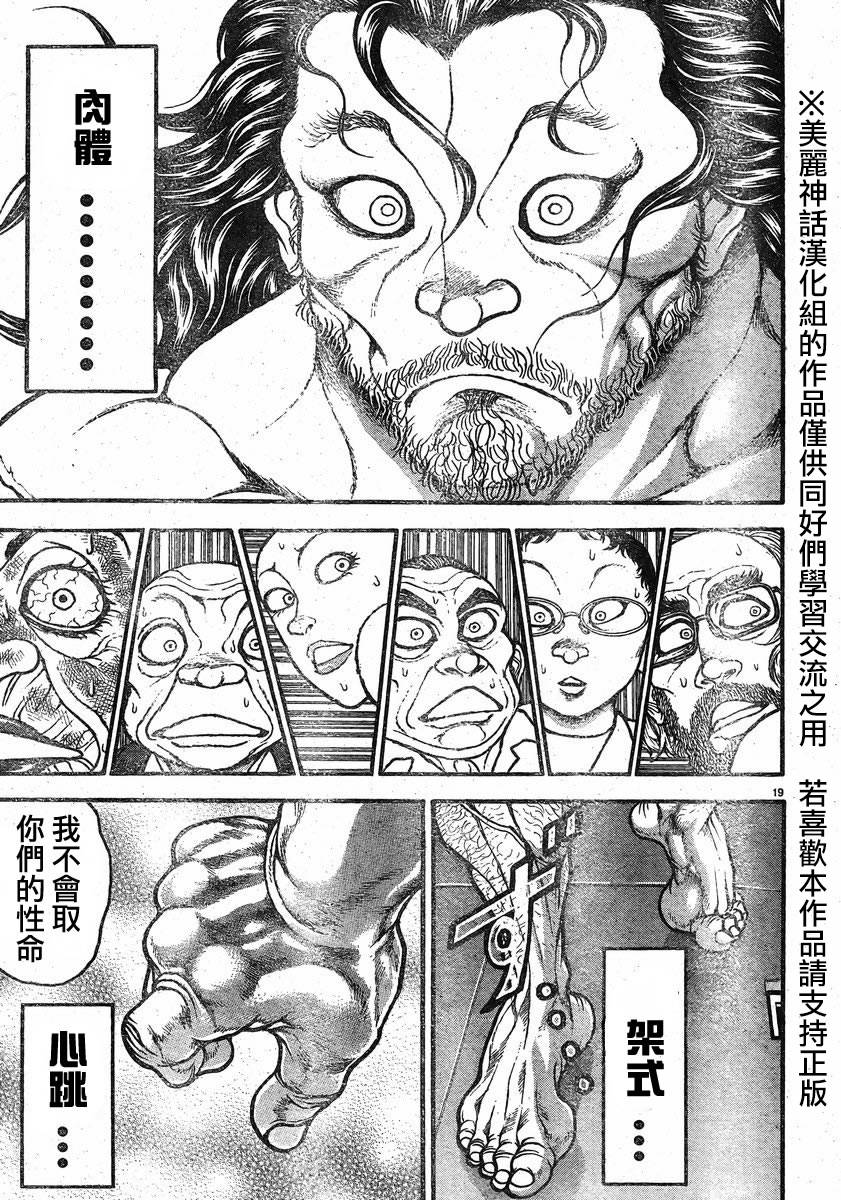 肉體………
19
ず
架式…
我不會取
你們的性命
心跳…
※美麗神話漢化組的作品僅供同好們學習交流之用 若喜歡本作品請支持正版